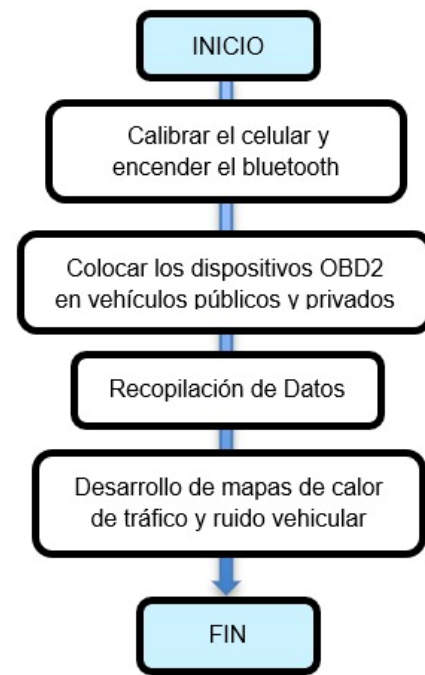 INICIO
Calibrar el celular y
encender el bluetooth
Colocar los dispositivos OBD2
en vehículos públicos y privados
Recopilación de Datos
Desarrollo de mapas de calor
de tráfico y ruido vehicular
FIN